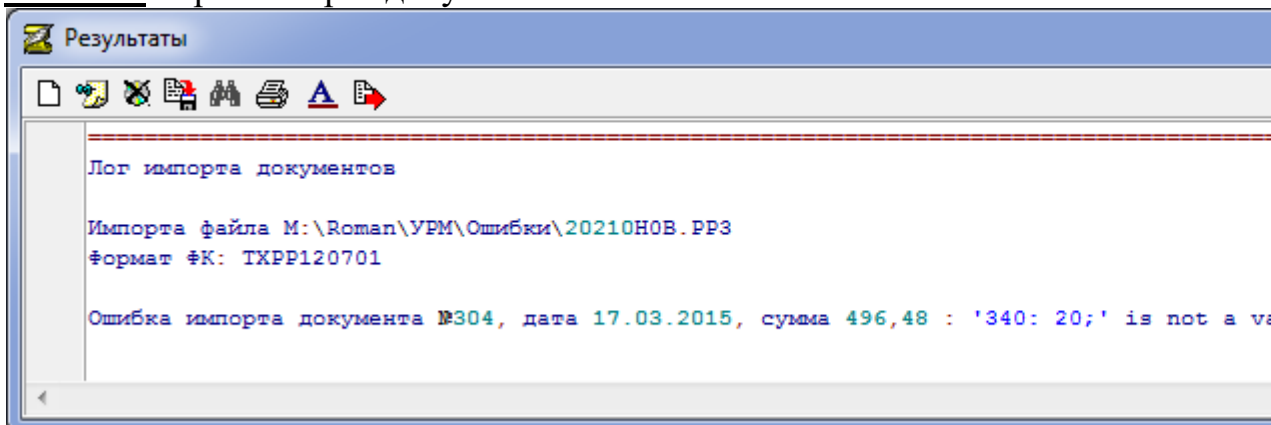 Результаты
Лог импорта документов
Импорта файла M:\Roman\УРМ\Ошибки\20210H0B.PP3
Формат ФК: TXPP120701
Ошибка импорта документа №304, дата 17.03.2015, сумма 496,48 : '340: 20;' is not a va